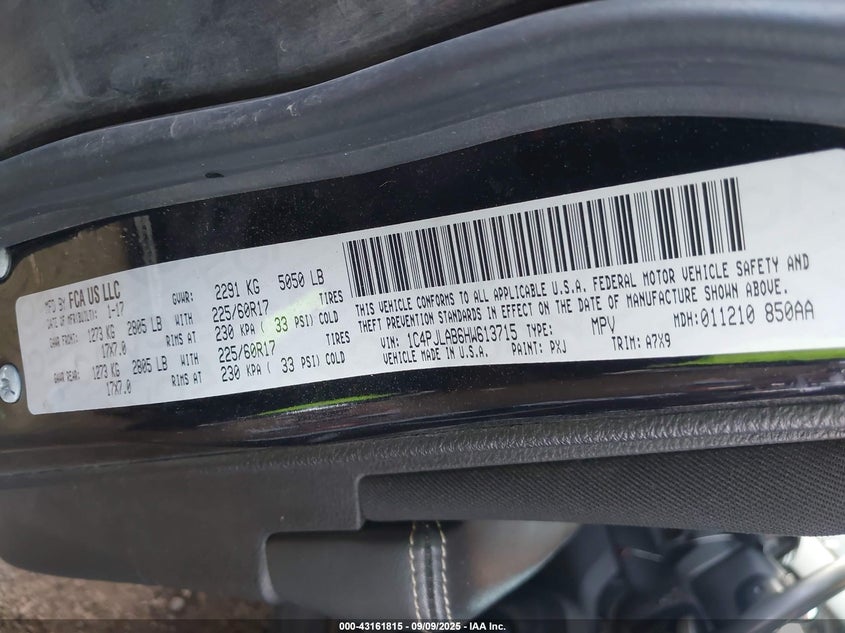 MFD BY FCA US LLC
DATE OF MFR/BUILT: 1-17 GVWR: 2291 KG 5050 LB
GAWR FRONT: 1273 KG 2805 LB WITH 225/60R17 TIRES
17X7.0 RIMS AT 230 KPA ( 33 PSI) COLD
GAWR REAR: 1273 KG 2805 LB WITH 225/60R17 TIRES
17X7.0 RIMS AT 230 KPA ( 33 PSI) COLD
THIS VEHICLE CONFORMS TO ALL APPLICABLE U.S.A. FEDERAL MOTOR VEHICLE SAFETY AND
THEFT PREVENTION STANDARDS IN EFFECT ON THE DATE OF MANUFACTURE SHOWN ABOVE.
VIN: 1C4PJLAB6HW613715 TYPE: MPV MDH:011210 850AA
VEHICLE MADE IN U.S.A. PAINT: PXJ TRIM: A7X9
000-43161815 - 09/09/2025 - IAA Inc.